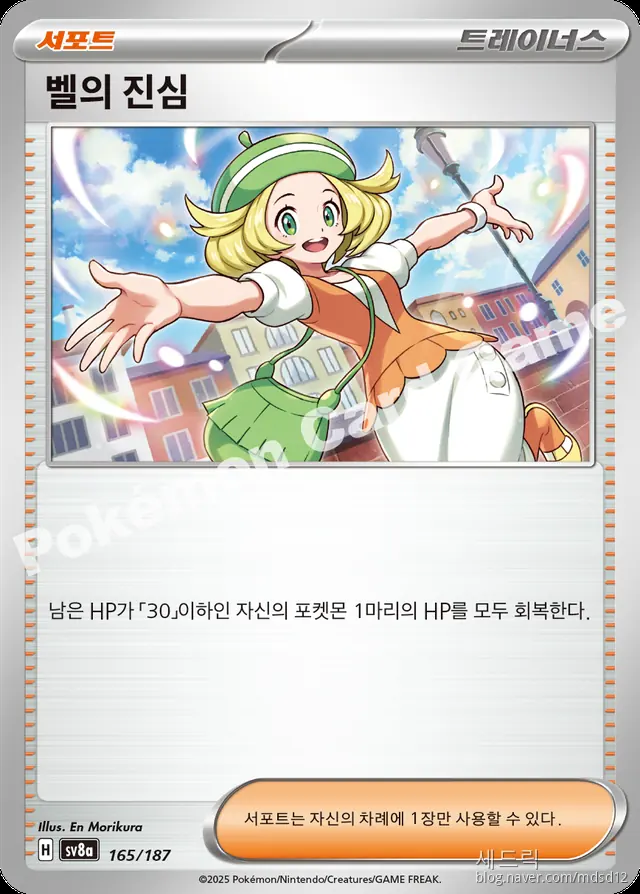 서포트
트레이너스
벨의 진심
Pokémon Card Game
남은 HP가 「30」이하인 자신의 포켓몬 1마리의 HP를 모두 회복한다.
Illus. En Morikura
서포트는 자신의 차례에 1장만 사용할 수 있다.
H sv8a 165/187
©2025 Pokémon/Nintendo/Creatures/GAME FREAK.
세드릭
blog.naver.com/mdsd12